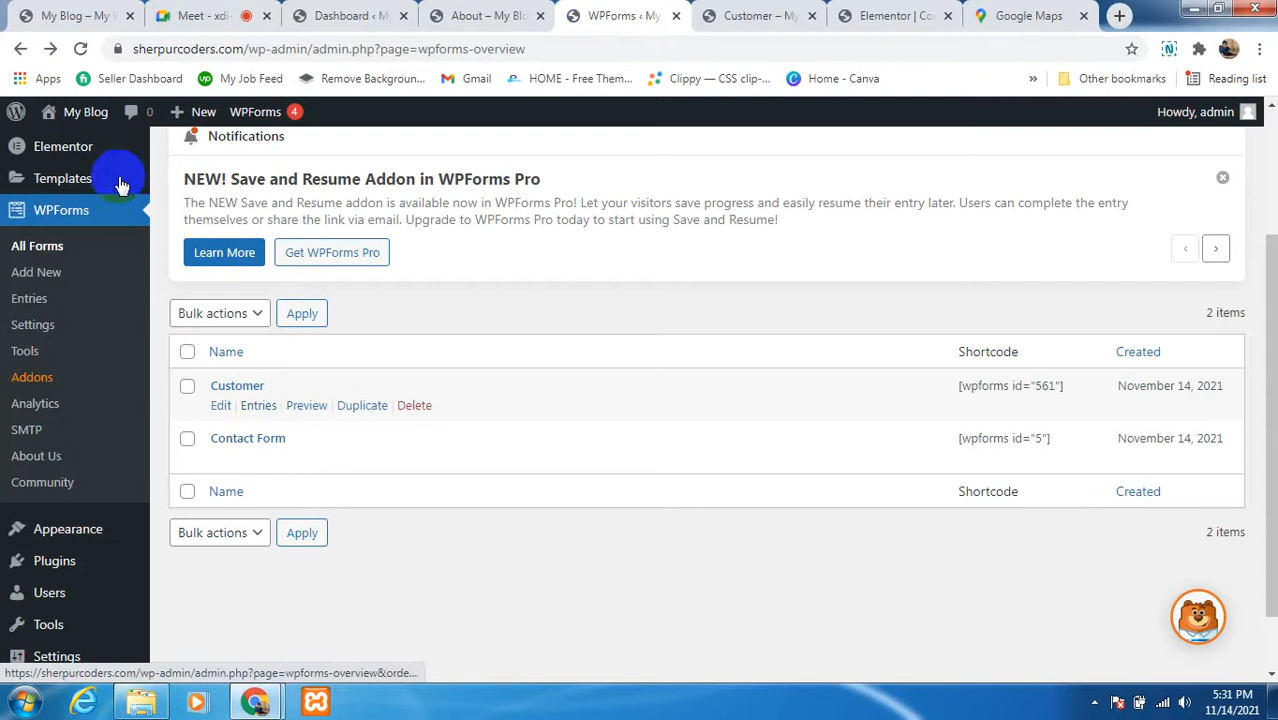 My Blog – W
Meet - xdi-
Dashboard ‹ M
About – My Bl
WPForms ‹ My
Customer – My
Elementor | Co
Google Maps
sherpurcoders.com/wp-admin/admin.php?page=wpforms-overview
Apps
Seller Dashboard
My Job Feed
Remove Background...
Gmail
HOME - Free Them...
Clippy — CSS clip-...
Home - Canva
»
Other bookmarks
Reading list
My Blog
0
New
WPForms 4
Howdy, admin
Elementor
Templates
WPForms
All Forms
Add New
Entries
Settings
Tools
Addons
Analytics
SMTP
About Us
Community
Appearance
Plugins
Users
Tools
Settings
Notifications
NEW! Save and Resume Addon in WPForms Pro
The NEW Save and Resume addon is available now in WPForms Pro! Let your visitors save progress and easily resume their entry later. Users can complete the entry
themselves or share the link via email. Upgrade to WPForms Pro today to start using Save and Resume!
Learn More
Get WPForms Pro
‹ ›
Bulk actions
Apply
2 items
Name Shortcode Created
Customer [wpforms id="561"] November 14, 2021
Edit | Entries | Preview | Duplicate | Delete
Contact Form [wpforms id="5"] November 14, 2021
Name Shortcode Created
Bulk actions
Apply
2 items
https://sherpurcoders.com/wp-admin/admin.php?page=wpforms-overview&orde...
5:31 PM
11/14/2021